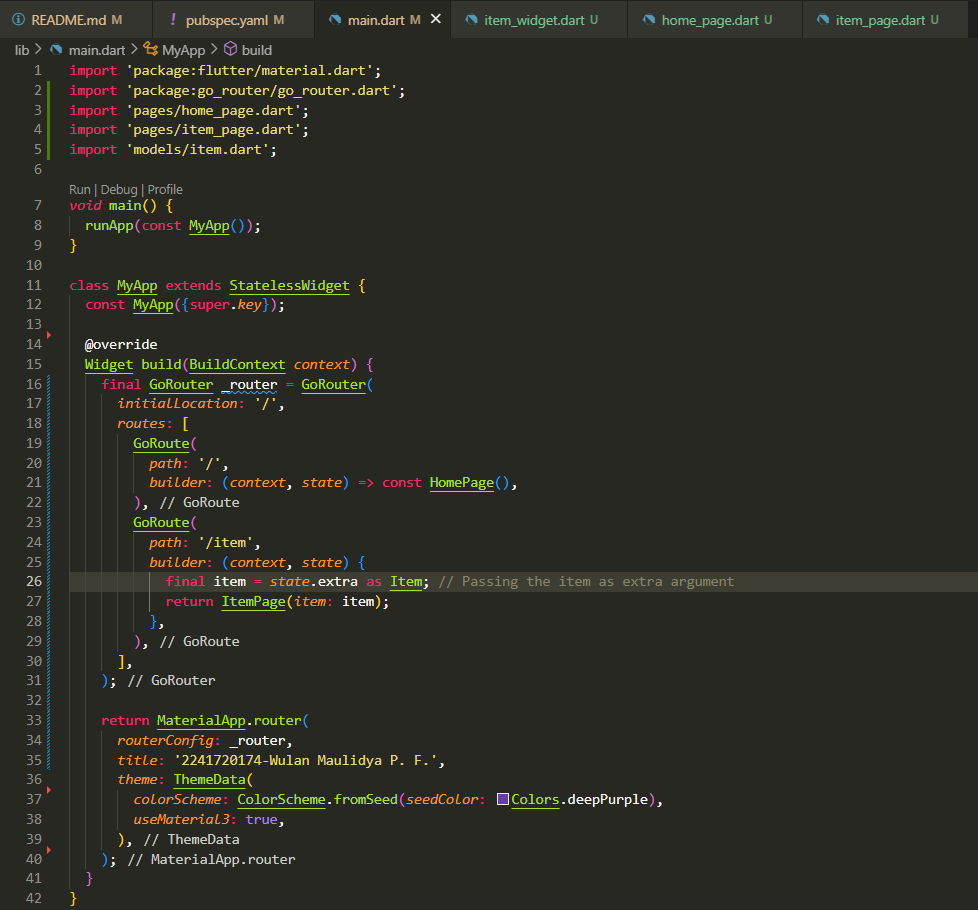 README.md M ! pubspec.yaml M main.dart M × item_widget.dart U home_page.dart U item_page.dart U
lib > main.dart > MyApp > build
1 import 'package:flutter/material.dart';
2 import 'package:go_router/go_router.dart';
3 import 'pages/home_page.dart';
4 import 'pages/item_page.dart';
5 import 'models/item.dart';
6
Run | Debug | Profile
7 void main() {
8   runApp(const MyApp());
9 }
10
11 class MyApp extends StatelessWidget {
12   const MyApp({super.key});
13
14   @override
15   Widget build(BuildContext context) {
16     final GoRouter _router = GoRouter(
17       initialLocation: '/',
18       routes: [
19         GoRoute(
20           path: '/',
21           builder: (context, state) => const HomePage(),
22         ), // GoRoute
23         GoRoute(
24           path: '/item',
25           builder: (context, state) {
26             final item = state.extra as Item; // Passing the item as extra argument
27             return ItemPage(item: item);
28           },
29         ), // GoRoute
30       ],
31     ); // GoRouter
32
33     return MaterialApp.router(
34       routerConfig: _router,
35       title: '2241720174-Wulan Maulidya P. F.',
36       theme: ThemeData(
37         colorScheme: ColorScheme.fromSeed(seedColor: Colors.deepPurple),
38         useMaterial3: true,
39       ), // ThemeData
40     ); // MaterialApp.router
41   }
42 }